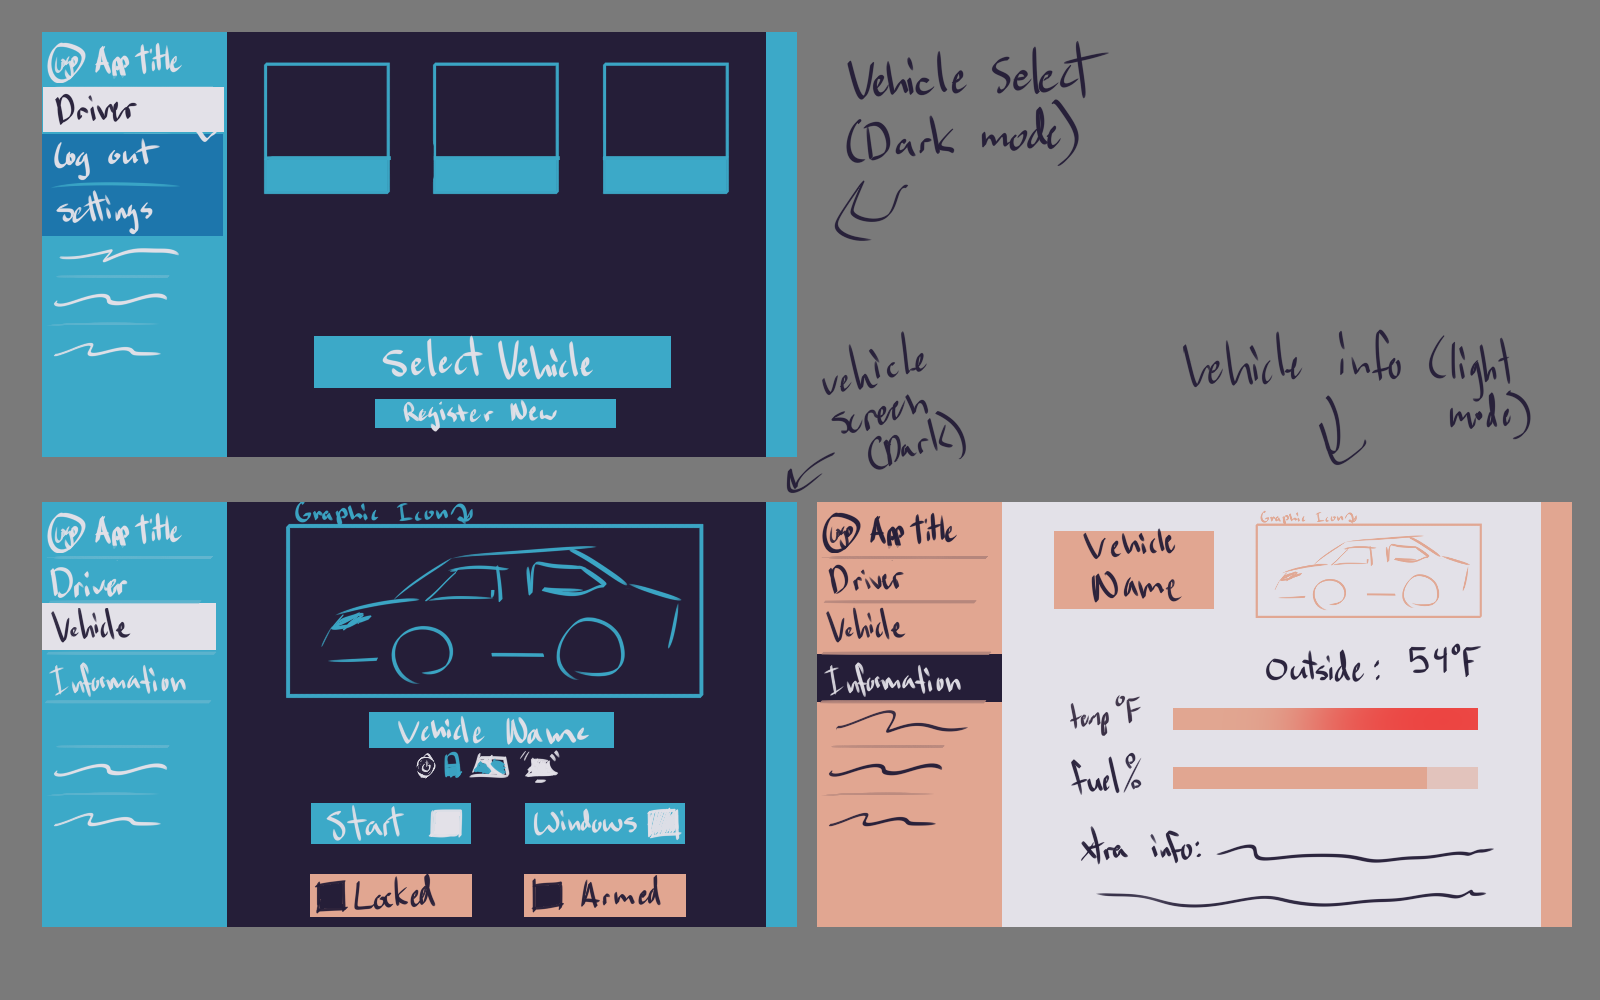 App Title
Driver
Log out
Settings
Select Vehicle
Register New
Vehicle Select
(Dark mode)
vehicle
screen
(Dark)
Vehicle info (light
mode)
App Title
Driver
Vehicle
Information
Graphic Icon
Vehicle Name
Start
Windows
Locked
Armed
App Title
Driver
Vehicle
Information
Vehicle
Name
Graphic Icon
Outside: 54°F
temp °F
fuel %
xtra info: